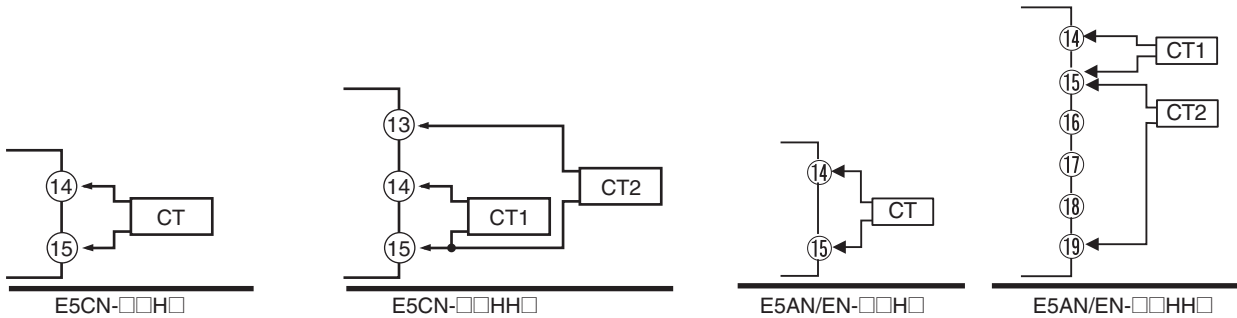 14
15
CT
E5CN-□□H□
13
14
15
CT1
CT2
E5CN-□□HH□
14
15
CT
E5AN/EN-□□H□
14
15
16
17
18
19
CT1
CT2
E5AN/EN-□□HH□